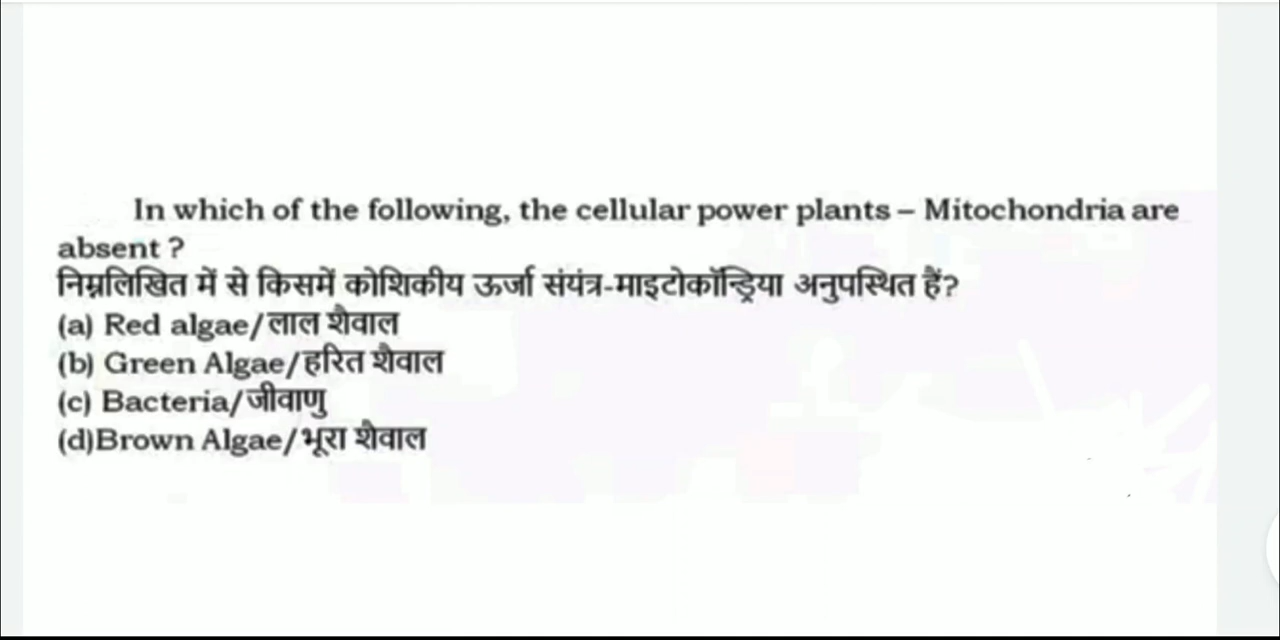 In which of the following, the cellular power plants – Mitochondria are
absent ?
निम्नलिखित में से किसमें कोशिकीय ऊर्जा संयंत्र-माइटोकॉन्ड्रिया अनुपस्थित हैं?
(a) Red algae/लाल शैवाल
(b) Green Algae/हरित शैवाल
(c) Bacteria/जीवाणु
(d)Brown Algae/भूरा शैवाल